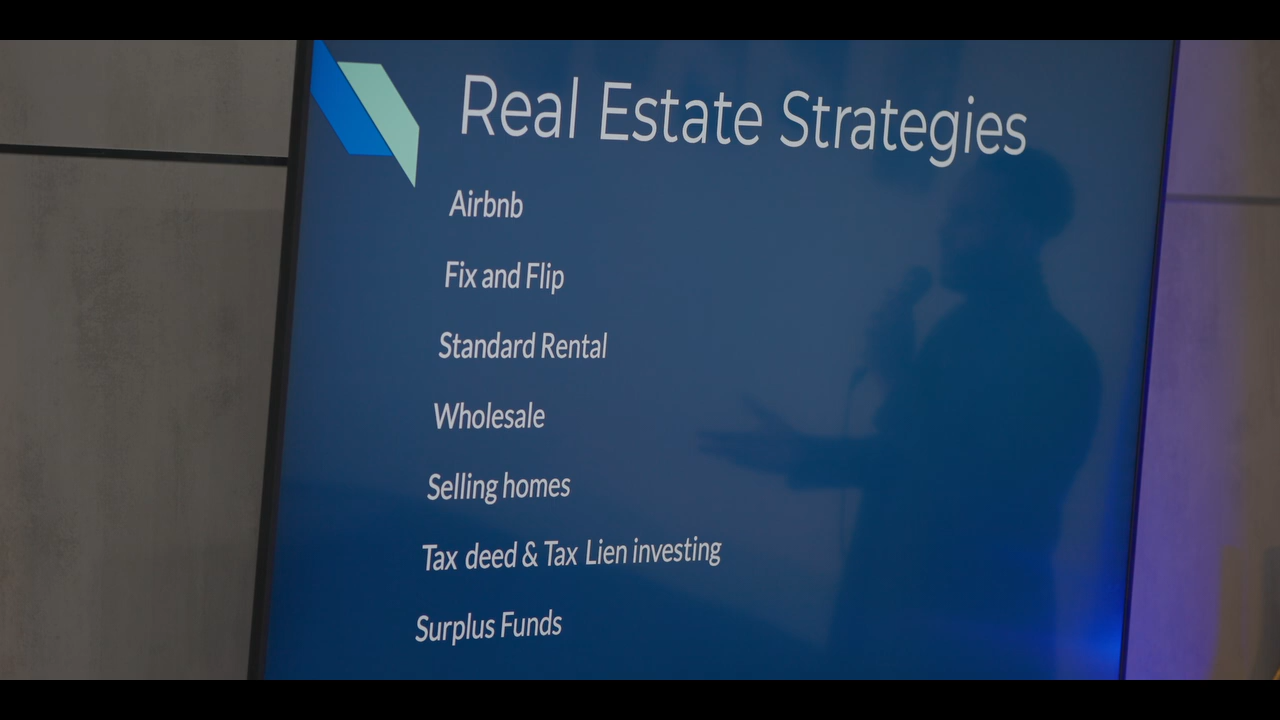 Real Estate Strategies
Airbnb
Fix and Flip
Standard Rental
Wholesale
Selling homes
Tax deed & Tax Lien investing
Surplus Funds